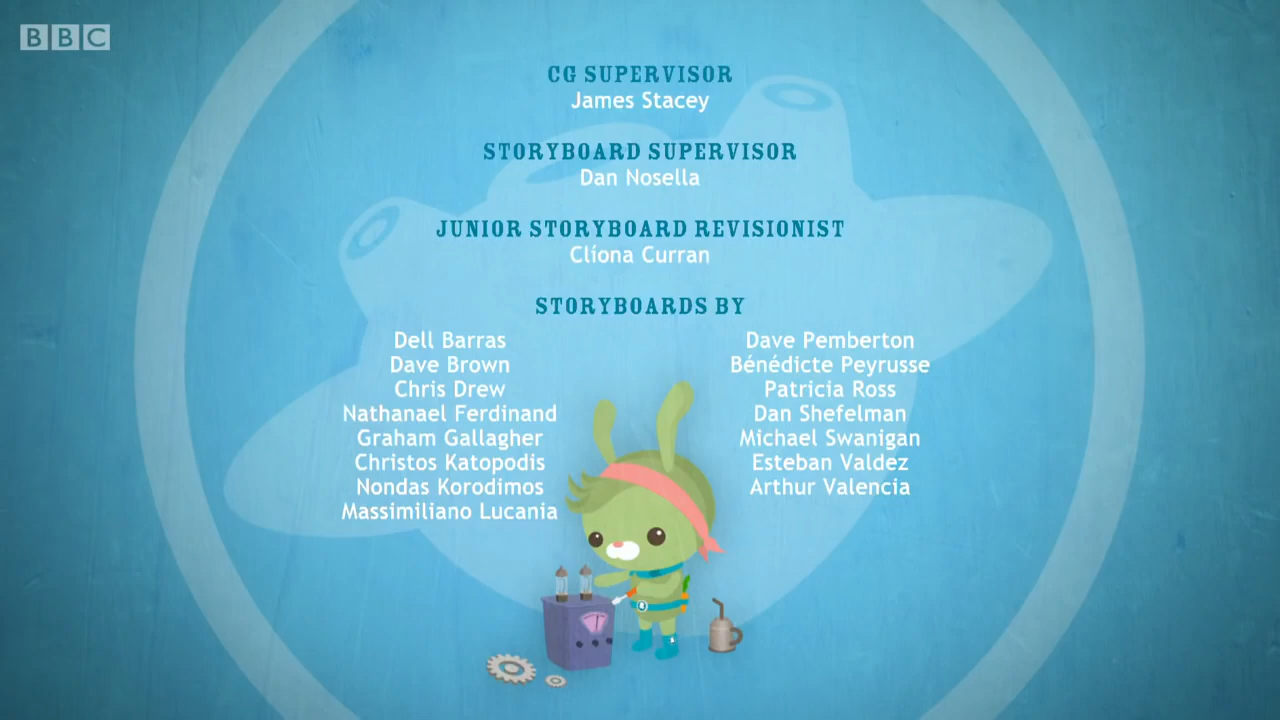 BBC
CG SUPERVISOR
James Stacey
STORYBOARD SUPERVISOR
Dan Nosella
JUNIOR STORYBOARD REVISIONIST
Clíona Curran
STORYBOARDS BY
Dell Barras
Dave Brown
Chris Drew
Nathanael Ferdinand
Graham Gallagher
Christos Katopodis
Nondas Korodimos
Massimiliano Lucania
Dave Pemberton
Bénédicte Peyrusse
Patricia Ross
Dan Shefelman
Michael Swanigan
Esteban Valdez
Arthur Valencia